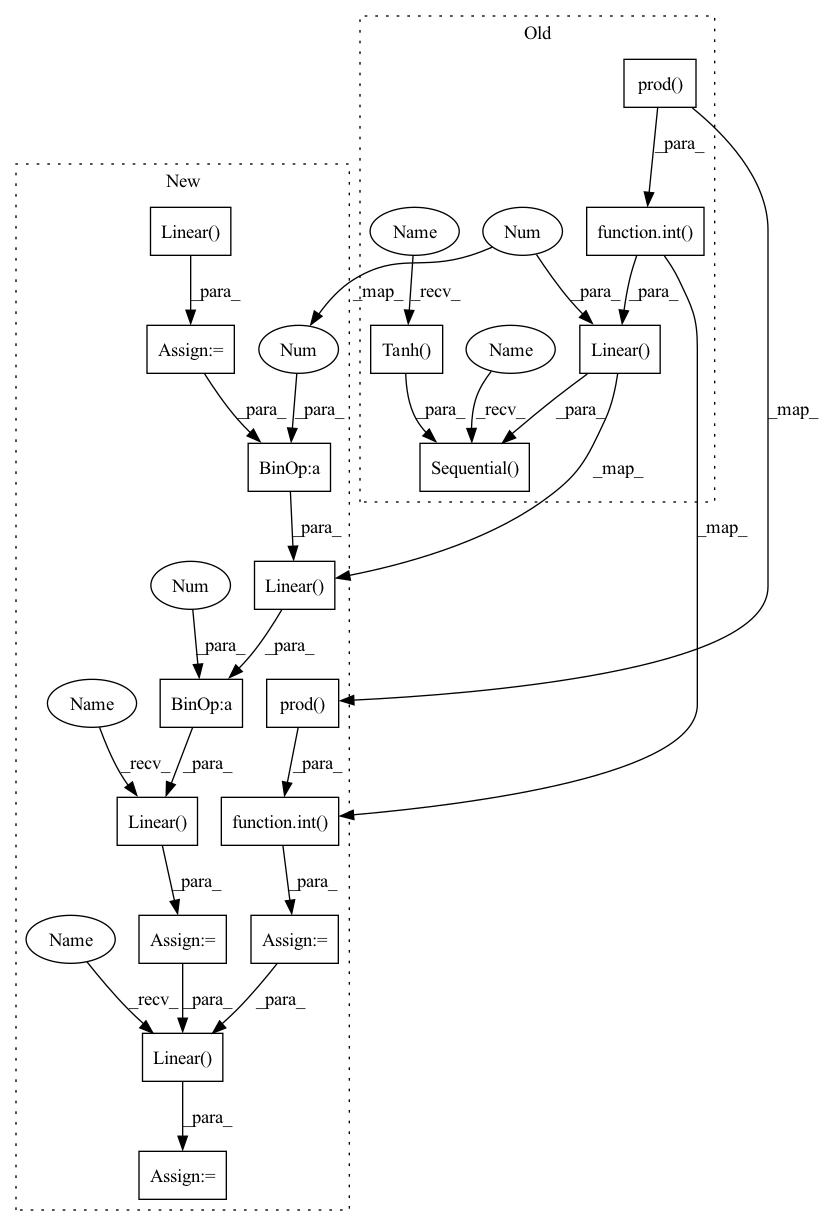 Old
prod()
_para_
New
Linear()
Name
Num
function.int()
_para_
_map_
_recv_
_para_
_para_
Assign:=
Num
Tanh()
Name
Linear()
_para_
_para_
_para_
_recv_
_para_
_map_
BinOp:a
Sequential()
_map_
_para_
_map_
Num
Linear()
_para_
_para_
Name
BinOp:a
prod()
_recv_
_para_
_para_
Linear()
function.int()
_para_
_para_
Name
Assign:=
Assign:=
_recv_
_para_
_para_
Linear()
_para_
Assign:=